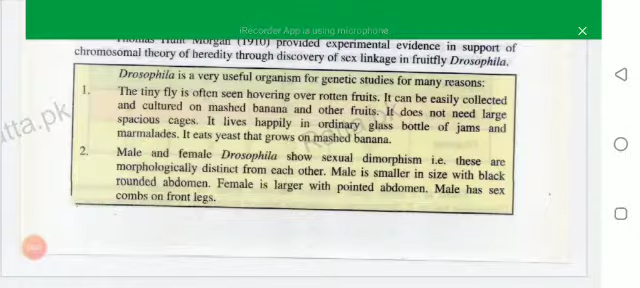 iRecorder App is using microphone
Thomas Hunt Morgan (1910) provided experimental evidence in support of
chromosomal theory of heredity through discovery of sex linkage in fruitfly Drosophila.
Drosophila is a very useful organism for genetic studies for many reasons:
1. The tiny fly is often seen hovering over rotten fruits. It can be easily collected
and cultured on mashed banana and other fruits. It does not need large
spacious cages. It lives happily in ordinary glass bottle of jams and
marmalades. It eats yeast that grows on mashed banana.
2. Male and female Drosophila show sexual dimorphism i.e. these are
morphologically distinct from each other. Male is smaller in size with black
rounded abdomen. Female is larger with pointed abdomen. Male has sex
combs on front legs.